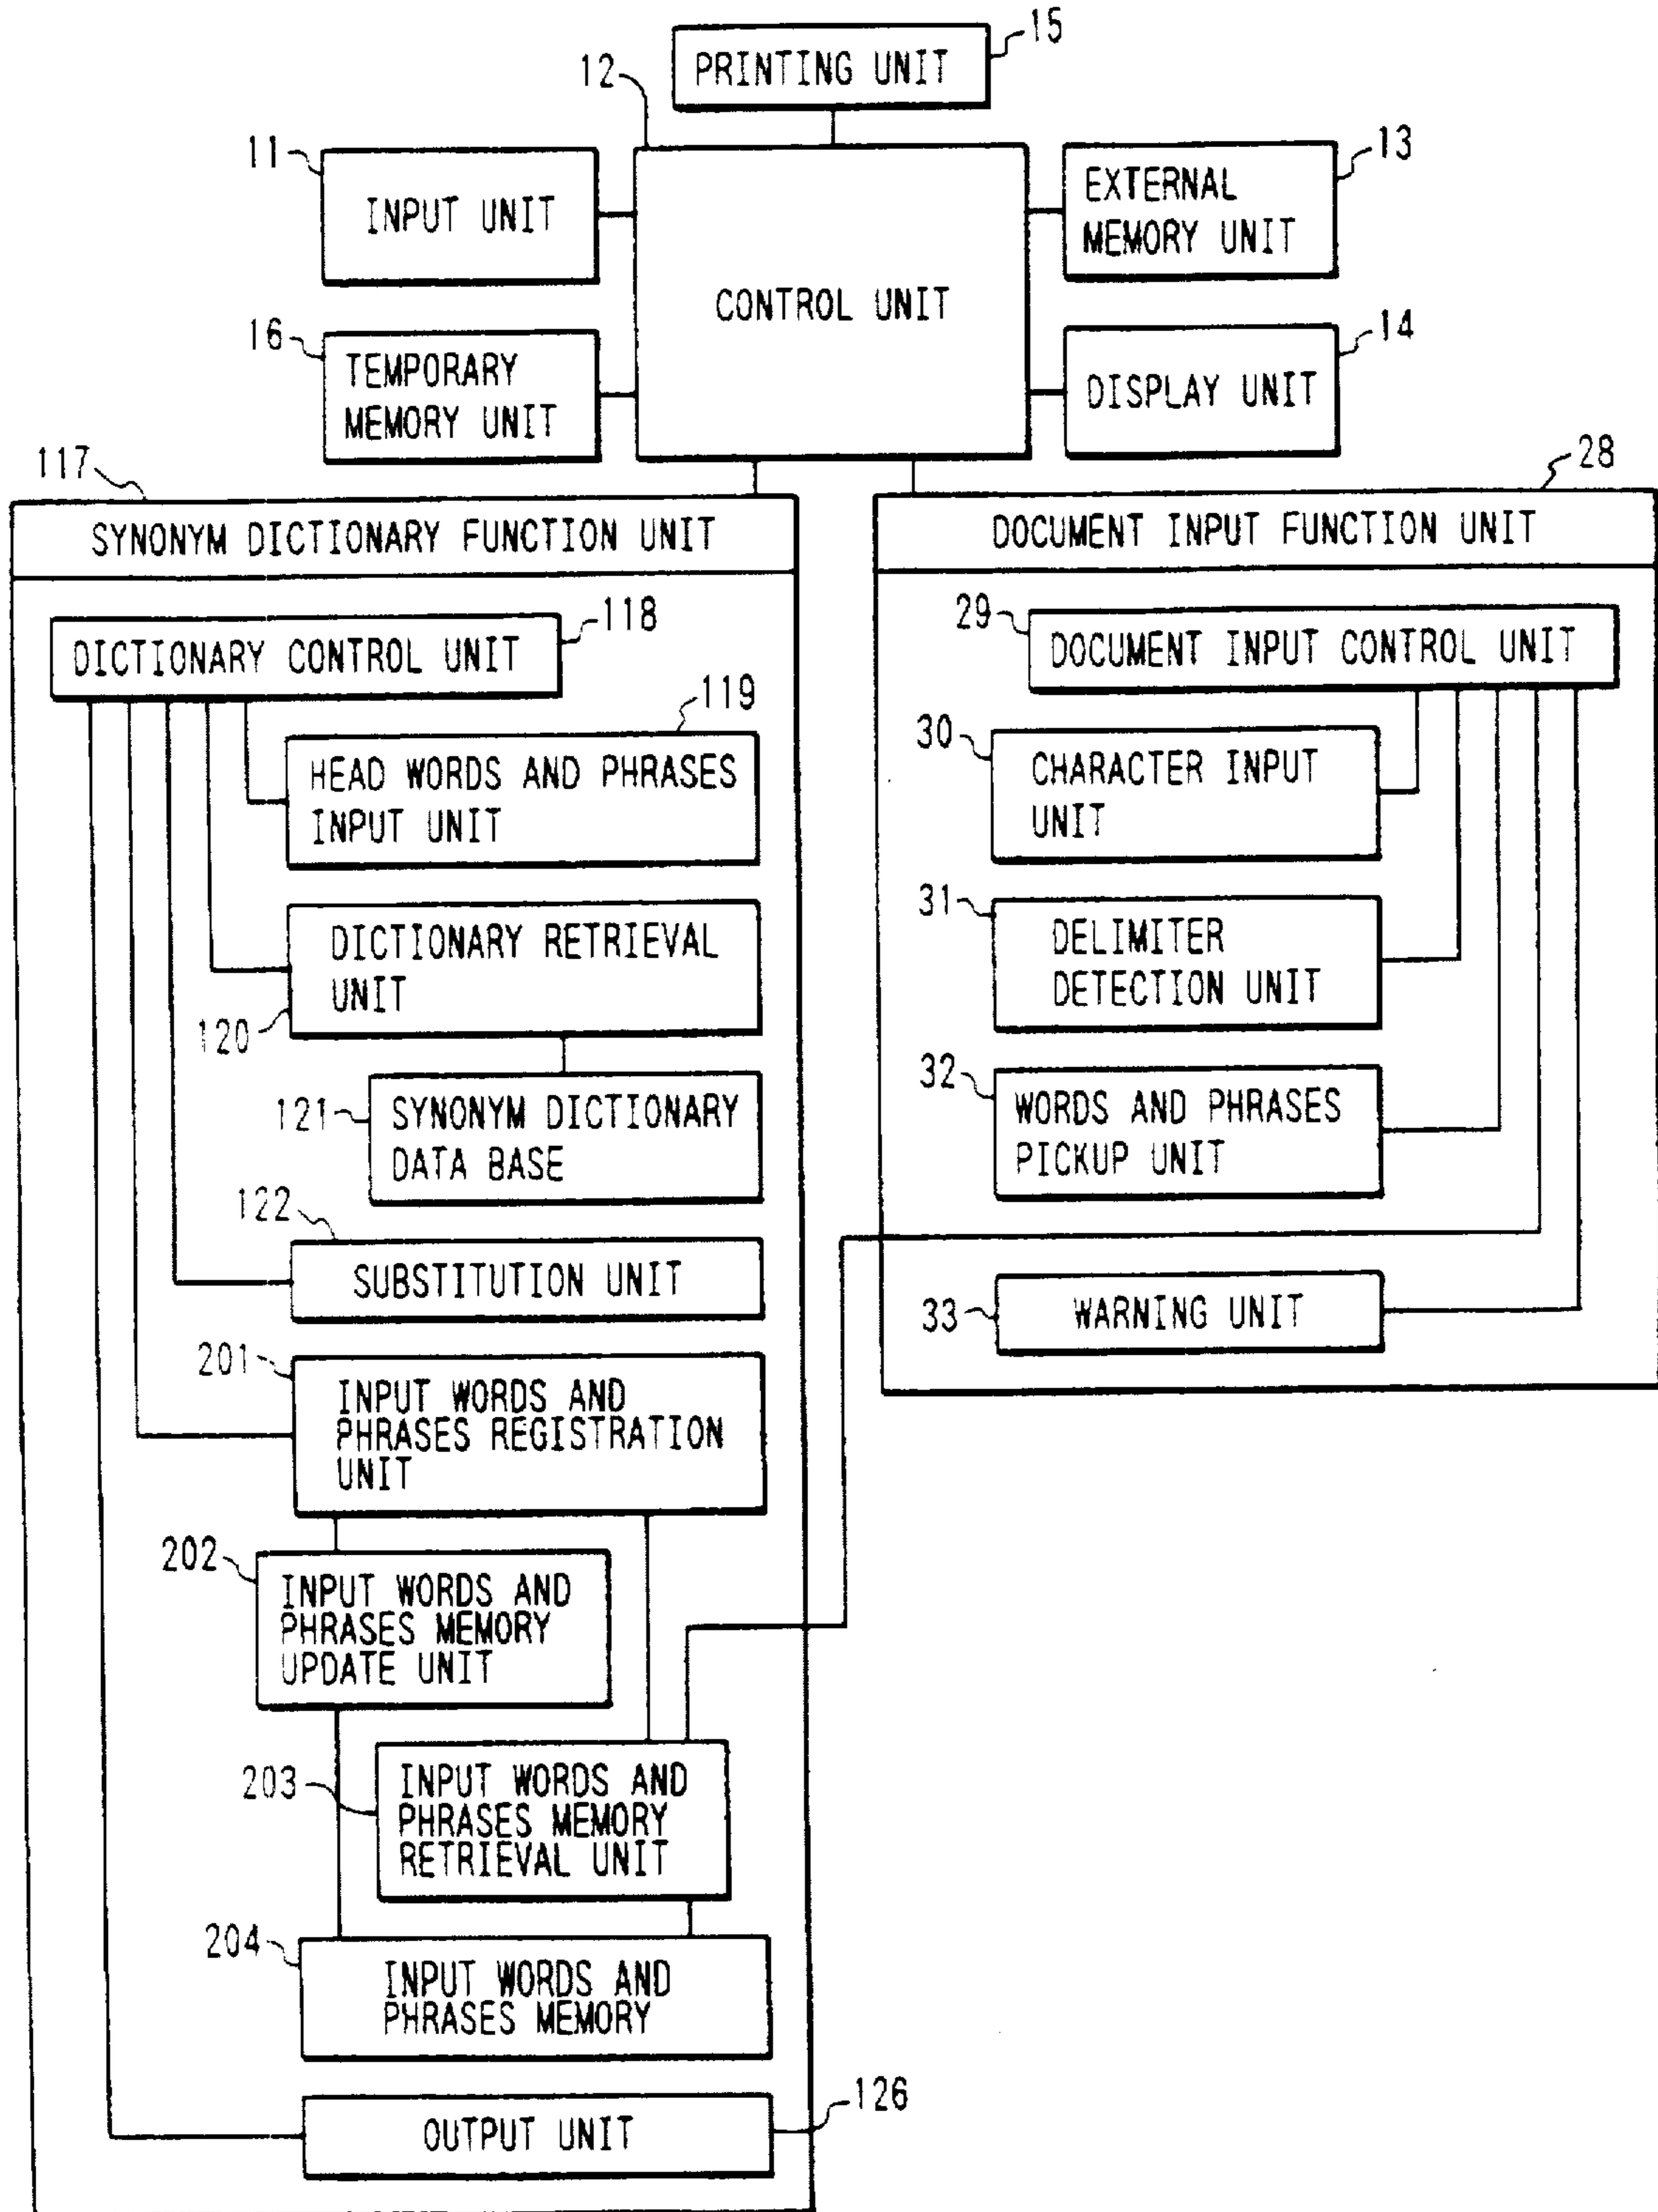 15
PRINTING UNIT
12
11
INPUT UNIT
13
EXTERNAL
MEMORY UNIT
CONTROL UNIT
16
TEMPORARY
MEMORY UNIT
14
DISPLAY UNIT
117
SYNONYM DICTIONARY FUNCTION UNIT
118
DICTIONARY CONTROL UNIT
119
HEAD WORDS AND PHRASES
INPUT UNIT
DICTIONARY RETRIEVAL
UNIT
120
121
SYNONYM DICTIONARY
DATA BASE
122
SUBSTITUTION UNIT
201
INPUT WORDS AND
PHRASES REGISTRATION
UNIT
202
INPUT WORDS AND
PHRASES MEMORY
UPDATE UNIT
203
INPUT WORDS AND
PHRASES MEMORY
RETRIEVAL UNIT
204
INPUT WORDS AND
PHRASES MEMORY
126
OUTPUT UNIT
28
DOCUMENT INPUT FUNCTION UNIT
29
DOCUMENT INPUT CONTROL UNIT
30
CHARACTER INPUT
UNIT
31
DELIMITER
DETECTION UNIT
32
WORDS AND PHRASES
PICKUP UNIT
33
WARNING UNIT